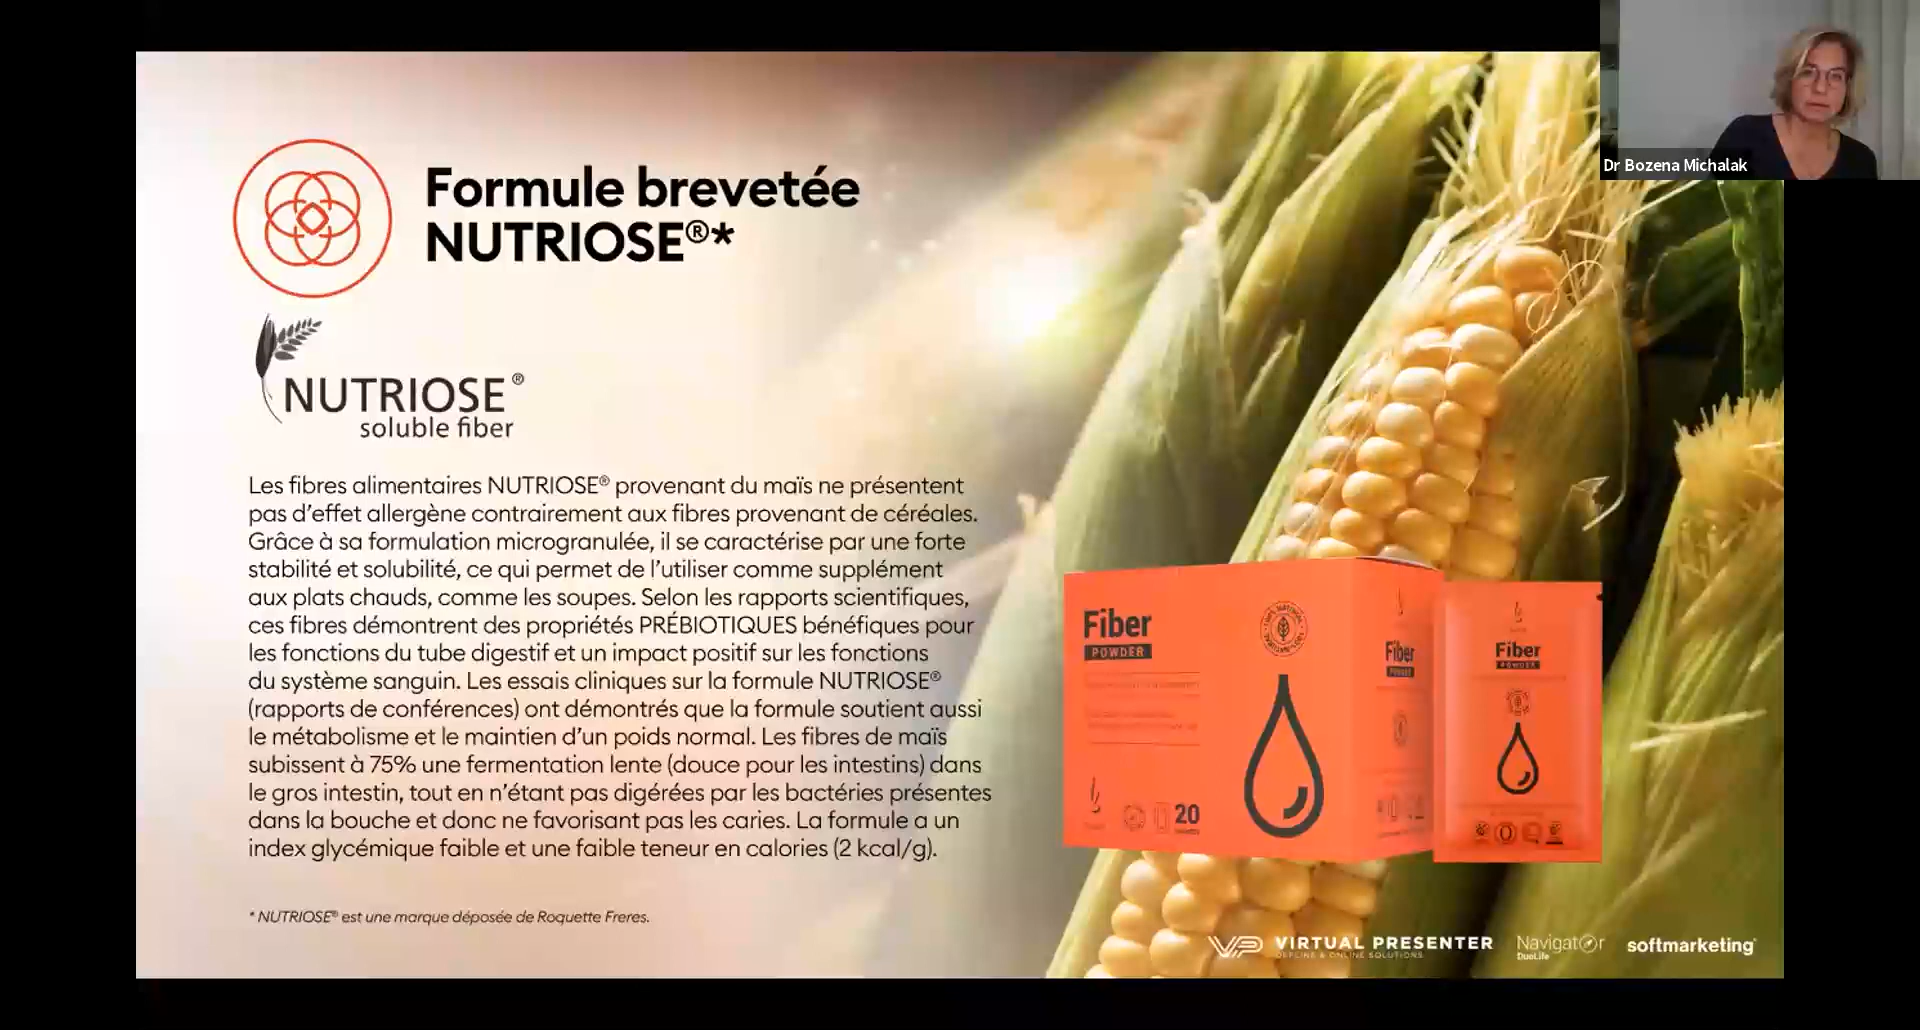 Dr Bozena Michalak
Formule brevetée
NUTRIOSE®*
NUTRIOSE®
soluble fiber
Les fibres alimentaires NUTRIOSE® provenant du maïs ne présentent
pas d’effet allergène contrairement aux fibres provenant de céréales.
Grâce à sa formulation microgranulée, il se caractérise par une forte
stabilité et solubilité, ce qui permet de l’utiliser comme supplément
aux plats chauds, comme les soupes. Selon les rapports scientifiques,
ces fibres démontrent des propriétés PRÉBIOTIQUES bénéfiques pour
les fonctions du tube digestif et un impact positif sur les fonctions
du système sanguin. Les essais cliniques sur la formule NUTRIOSE®
(rapports de conférences) ont démontrés que la formule soutient aussi
le métabolisme et le maintien d’un poids normal. Les fibres de maïs
subissent à 75% une fermentation lente (douce pour les intestins) dans
le gros intestin, tout en n’étant pas digérées par les bactéries présentes
dans la bouche et donc ne favorisant pas les caries. La formule a un
index glycémique faible et une faible teneur en calories (2 kcal/g).
* NUTRIOSE® est une marque déposée de Roquette Freres.
Fiber
POWDER
20
Fiber
POWDER
Fiber
POWDER
VP VIRTUAL PRESENTER
OFFLINE & ONLINE SOLUTIONS
Navigator
DuoLife
softmarketing